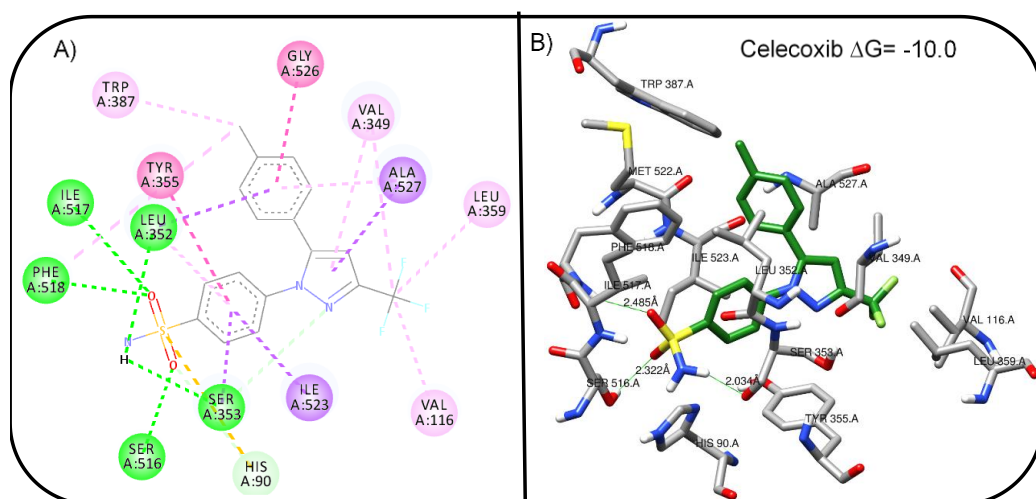 A)
GLY
A:526
TRP
A:387
VAL
A:349
TYR
A:355
ALA
A:527
ILE
A:517
LEU
A:352
LEU
A:359
PHE
A:518
O
N
N
F
F
F
S
N
H
O
SER
A:353
ILE
A:523
VAL
A:116
SER
A:516
HIS
A:90
B)
Celecoxib ΔG= -10.0
TRP 387.A
MET 522.A
ALA 527.A
PHE 518.A
ILE 523.A
LEU 352.A
VAL 349.A
ILE 517.A
2.485Å
VAL 116.A
SER 353.A
LEU 359.A
2.322Å
2.034Å
SER 516.A
TYR 355.A
HIS 90.A